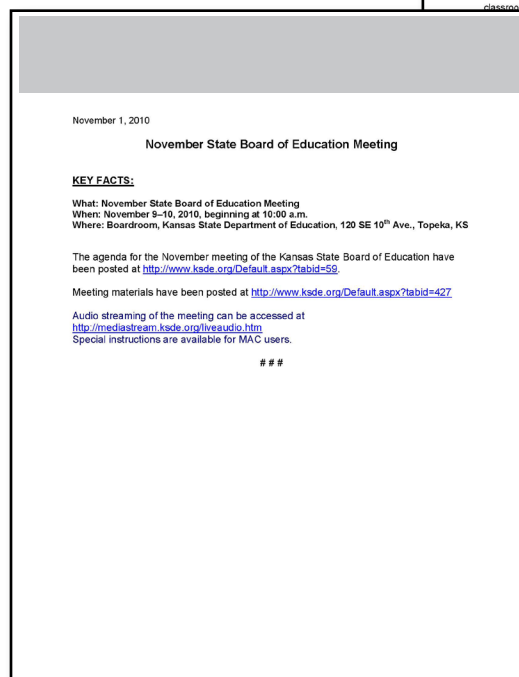 classroo
November 1, 2010
November State Board of Education Meeting
KEY FACTS:
What: November State Board of Education Meeting
When: November 9–10, 2010, beginning at 10:00 a.m.
Where: Boardroom, Kansas State Department of Education, 120 SE 10th Ave., Topeka, KS
The agenda for the November meeting of the Kansas State Board of Education have
been posted at http://www.ksde.org/Default.aspx?tabid=59.
Meeting materials have been posted at http://www.ksde.org/Default.aspx?tabid=427
Audio streaming of the meeting can be accessed at
http://mediastream.ksde.org/liveaudio.htm
Special instructions are available for MAC users.
# # #